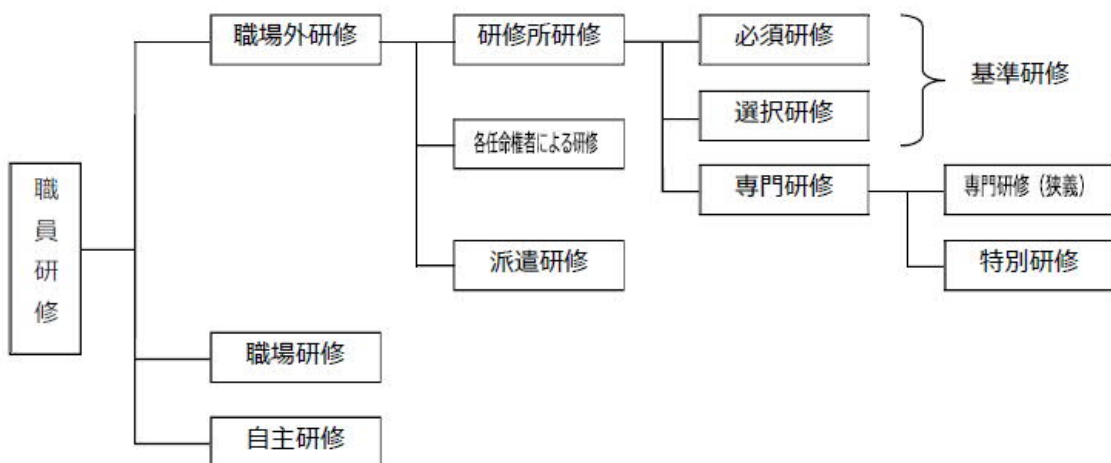 職員研修
職場外研修
研修所研修
必須研修
選択研修
基準研修
各任命権者による研修
専門研修
専門研修（狭義）
派遣研修
特別研修
職場研修
自主研修